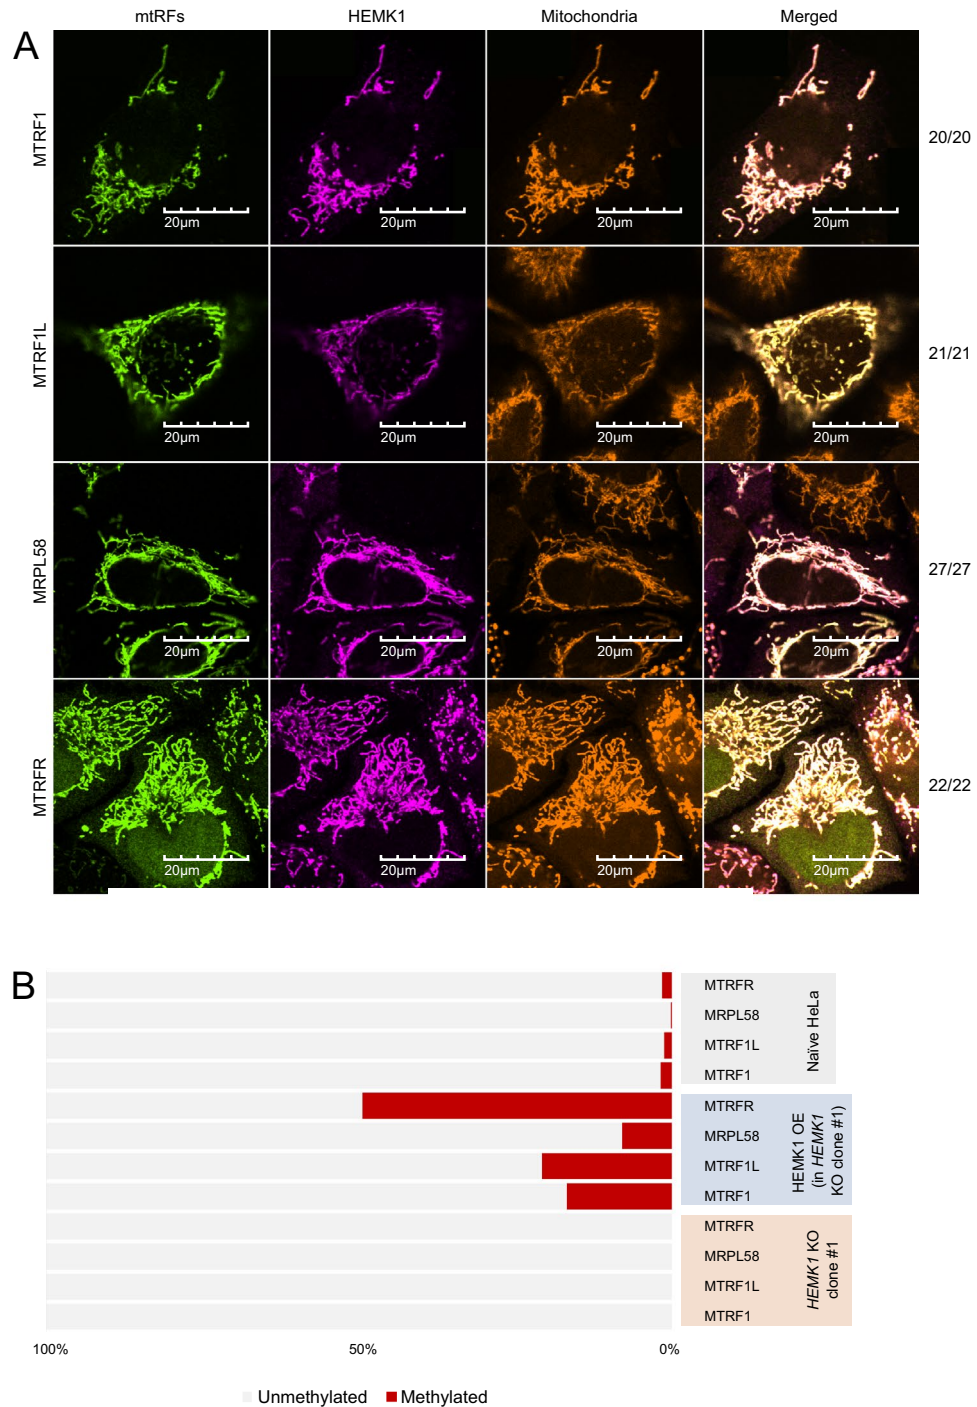 mtRFs HEMK1 Mitochondria Merged
A
MTRF1
20µm 20µm 20µm 20µm
20/20
MTRF1L
20µm 20µm 20µm 20µm
21/21
MRPL58
20µm 20µm 20µm 20µm
27/27
MTRFR
20µm 20µm 20µm 20µm
22/22
B
MTRFR
MRPL58
MTRF1L
MTRF1
Naïve HeLa
MTRFR
MRPL58
MTRF1L
MTRF1
HEMK1 OE
(in HEMK1
KO clone #1)
MTRFR
MRPL58
MTRF1L
MTRF1
HEMK1 KO
clone #1
100% 50% 0%
Unmethylated Methylated